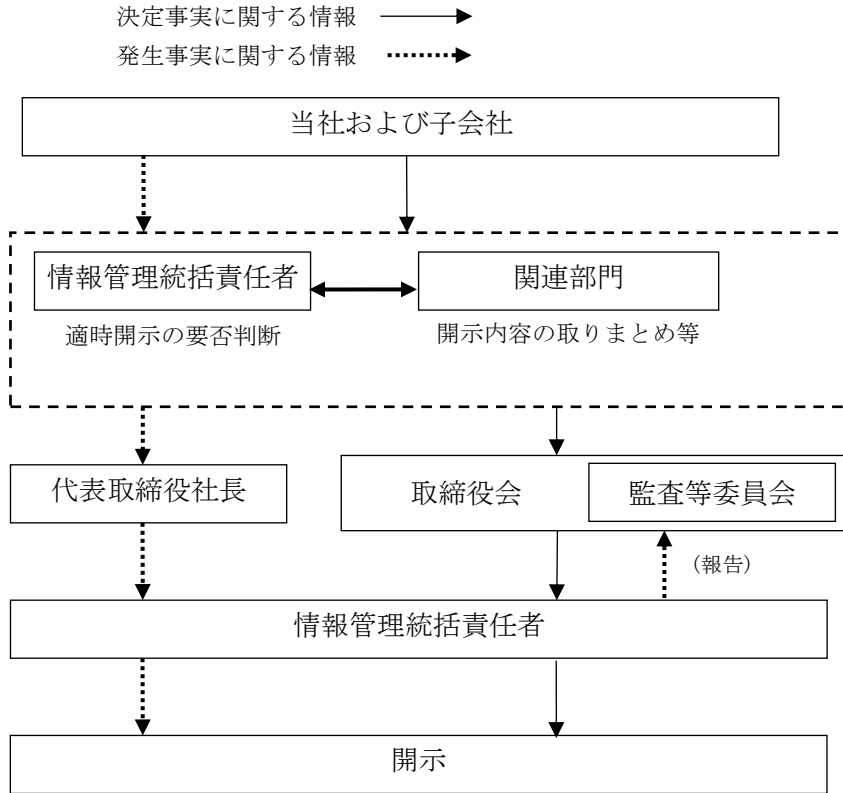 決定事実に関する情報
発生事実に関する情報
当社および子会社
情報管理統括責任者
関連部門
適時開示の要否判断
開示内容の取りまとめ等
代表取締役社長
取締役会
監査等委員会
（報告）
情報管理統括責任者
開示